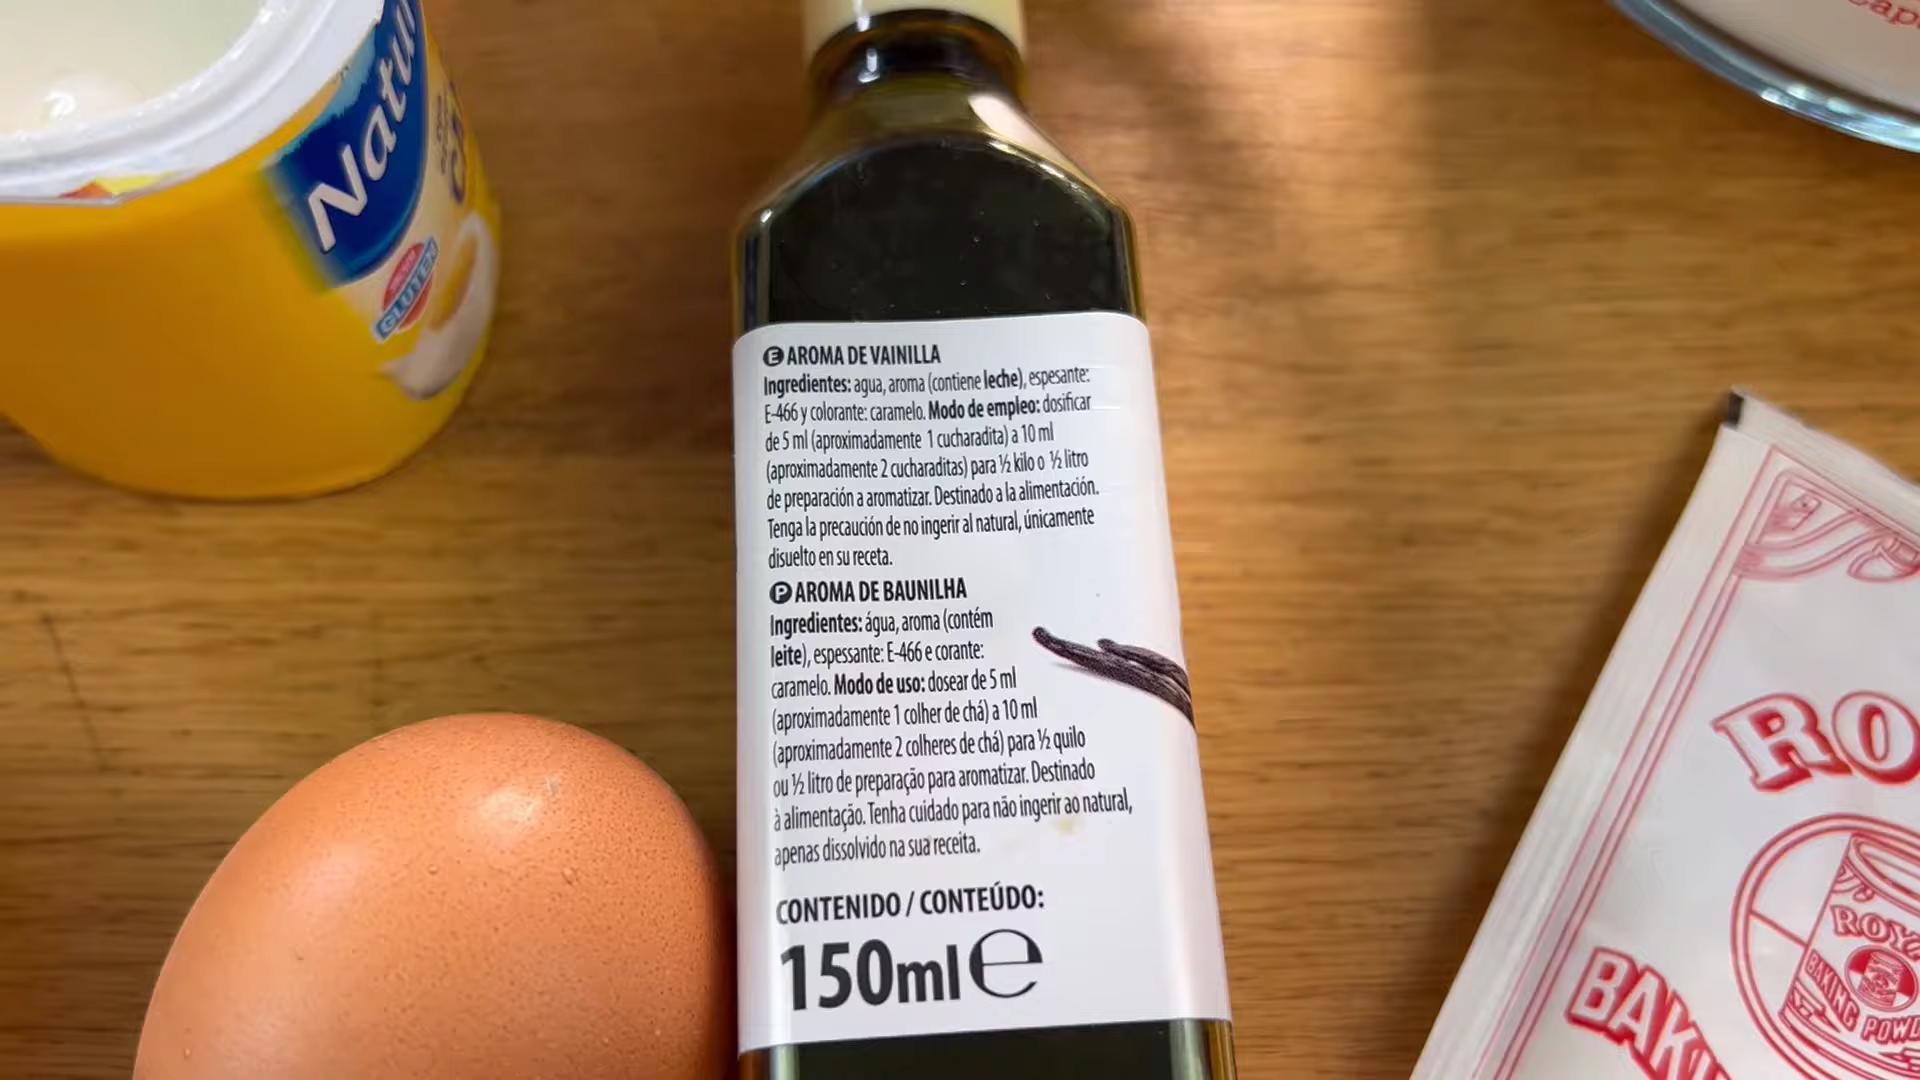 Natur
SIN
GLUTEN
Cap
Ⓔ AROMA DE VAINILLA
Ingredientes: agua, aroma (contiene leche), espesante:
E-466 y colorante: caramelo. Modo de empleo: dosificar
de 5 ml (aproximadamente 1 cucharadita) a 10 ml
(aproximadamente 2 cucharaditas) para ½ kilo o ½ litro
de preparación a aromatizar. Destinado a la alimentación.
Tenga la precaución de no ingerir al natural, únicamente
disuelto en su receta.
Ⓟ AROMA DE BAUNILHA
Ingredientes: água, aroma (contém
leite), espessante: E-466 e corante:
caramelo. Modo de uso: dosear de 5 ml
(aproximadamente 1 colher de chá) a 10 ml
(aproximadamente 2 colheres de chá) para ½ quilo
ou ½ litro de preparação para aromatizar. Destinado
à alimentação. Tenha cuidado para não ingerir ao natural,
apenas dissolvido na sua receita.
CONTENIDO / CONTEÚDO:
150ml ℮
RO
ROY
BAKING POWD
BAKI